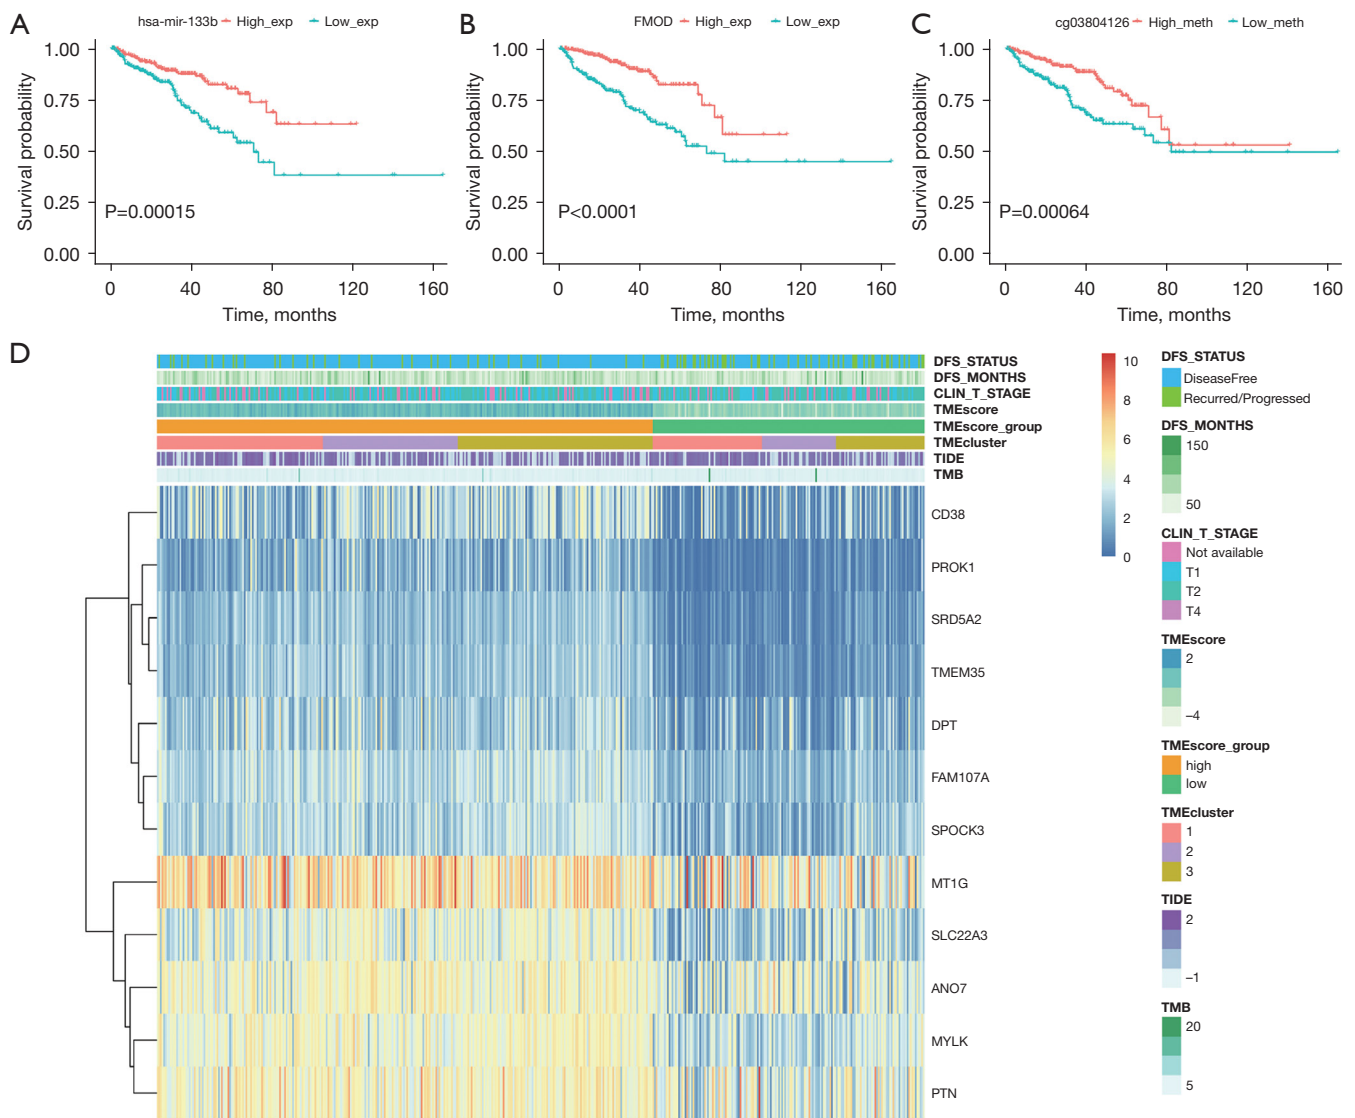 A
hsa-mir-133b High_exp Low_exp
Survival probability
1.00
0.75
0.50
0.25
0.00
P=0.00015
0 40 80 120 160
Time, months
B
FMOD High_exp Low_exp
Survival probability
1.00
0.75
0.50
0.25
0.00
P<0.0001
0 40 80 120 160
Time, months
C
cg03804126 High_meth Low_meth
Survival probability
1.00
0.75
0.50
0.25
0.00
P=0.00064
0 40 80 120 160
Time, months
D
DFS_STATUS
DFS_MONTHS
CLIN_T_STAGE
TMEscore
TMEscore_group
TMEcluster
TIDE
TMB
CD38
PROK1
SRD5A2
TMEM35
DPT
FAM107A
SPOCK3
MT1G
SLC22A3
ANO7
MYLK
PTN
10
8
6
4
2
0
DFS_STATUS
DiseaseFree
Recurred/Progressed
DFS_MONTHS
150
50
CLIN_T_STAGE
Not available
T1
T2
T4
TMEscore
2
−4
TMEscore_group
high
low
TMEcluster
1
2
3
TIDE
2
−1
TMB
20
5